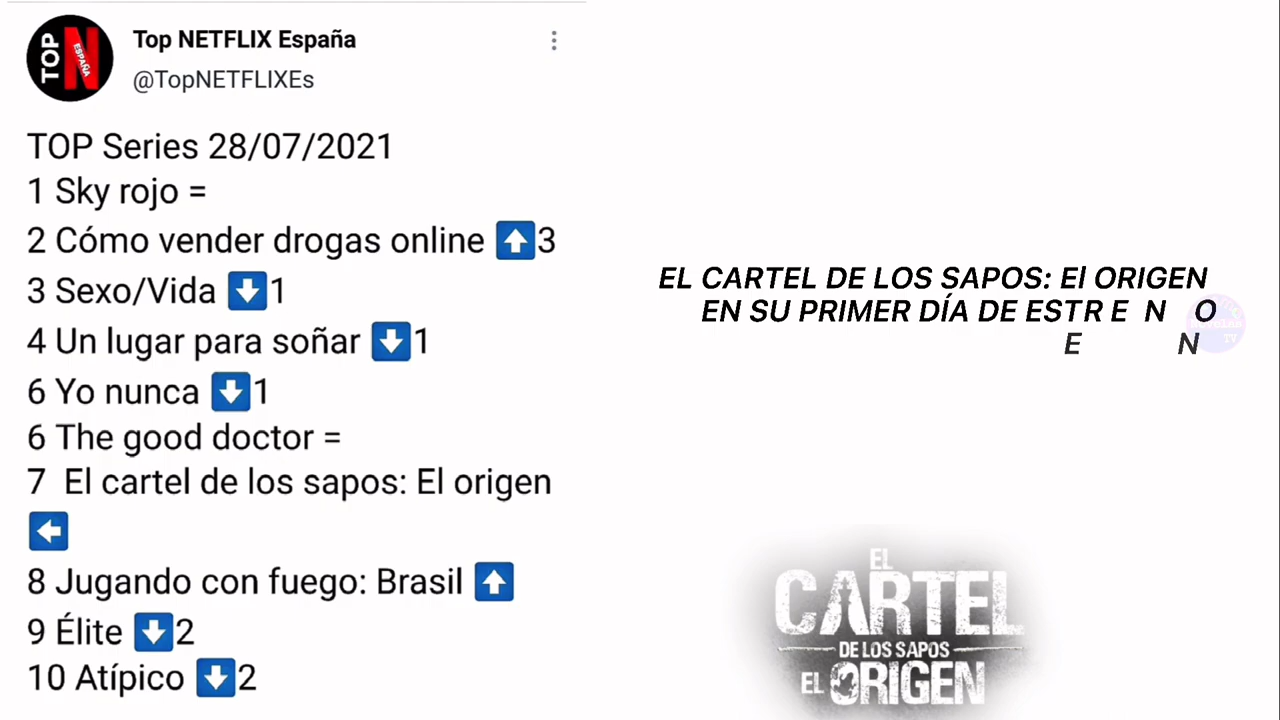 TOP
N
ESPAÑA
Top NETFLIX España
@TopNETFLIXEs
TOP Series 28/07/2021
1 Sky rojo =
2 Cómo vender drogas online ⬆️3
3 Sexo/Vida ⬇️1
4 Un lugar para soñar ⬇️1
6 Yo nunca ⬇️1
6 The good doctor =
7 El cartel de los sapos: El origen
⬅️
8 Jugando con fuego: Brasil ⬆️
9 Élite ⬇️2
10 Atípico ⬇️2
EL CARTEL DE LOS SAPOS: El ORIGEN
EN SU PRIMER DÍA DE ESTR E N O
E N
TV
EL
CARTEL
DE LOS SAPOS
EL ORIGEN